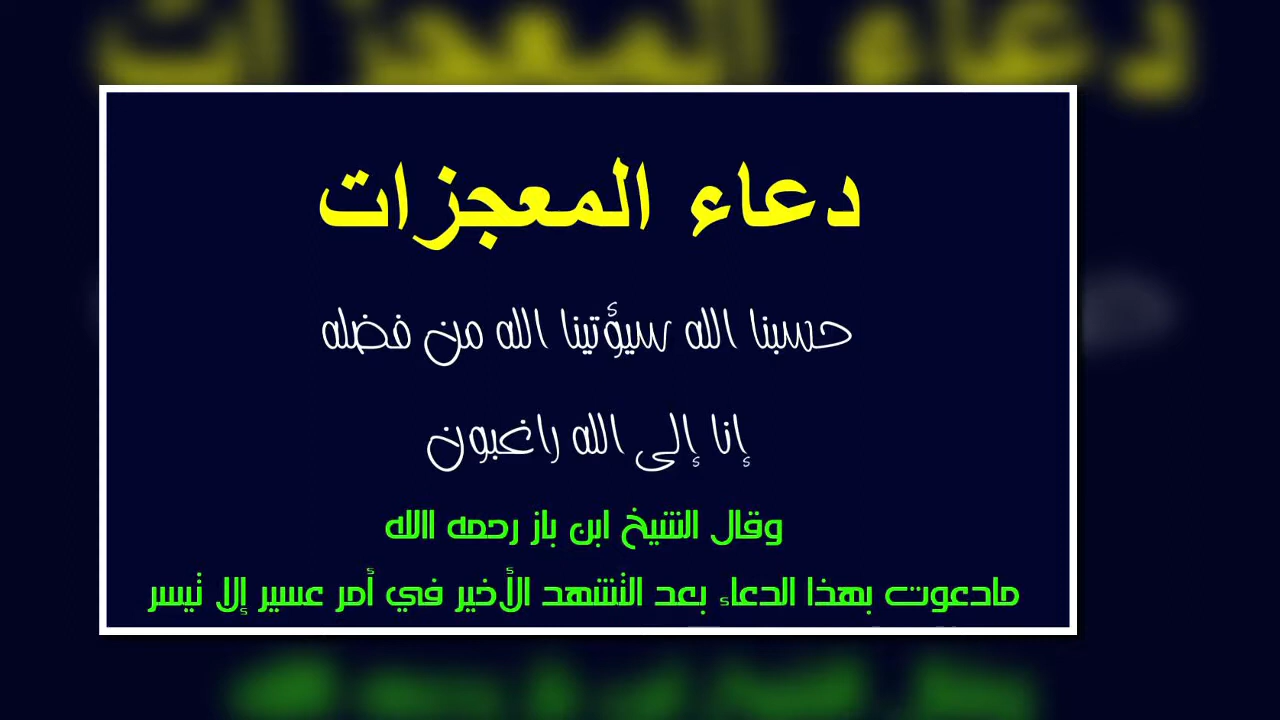 دعاء المعجزات
حسبنا الله سيؤتينا الله من فضله
إنا إلى الله راغبون
وقال الشيخ ابن باز رحمه االله
مادعوت بهذا الدعاء بعد التشهد الأخير في أمر عسير إلا تيسر